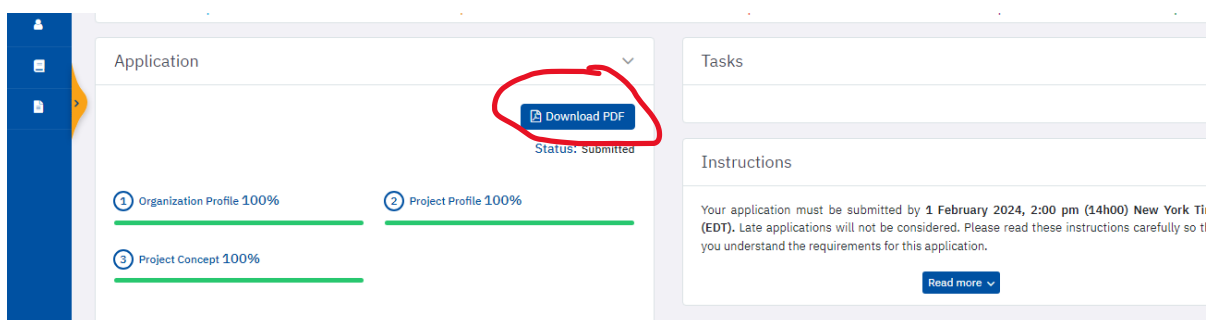 Application
Download PDF
Status: Submitted
1 Organization Profile 100%
2 Project Profile 100%
3 Project Concept 100%
Tasks
Instructions
Your application must be submitted by 1 February 2024, 2:00 pm (14h00) New York
(EDT). Late applications will not be considered. Please read these instructions carefully so
you understand the requirements for this application.
Read more